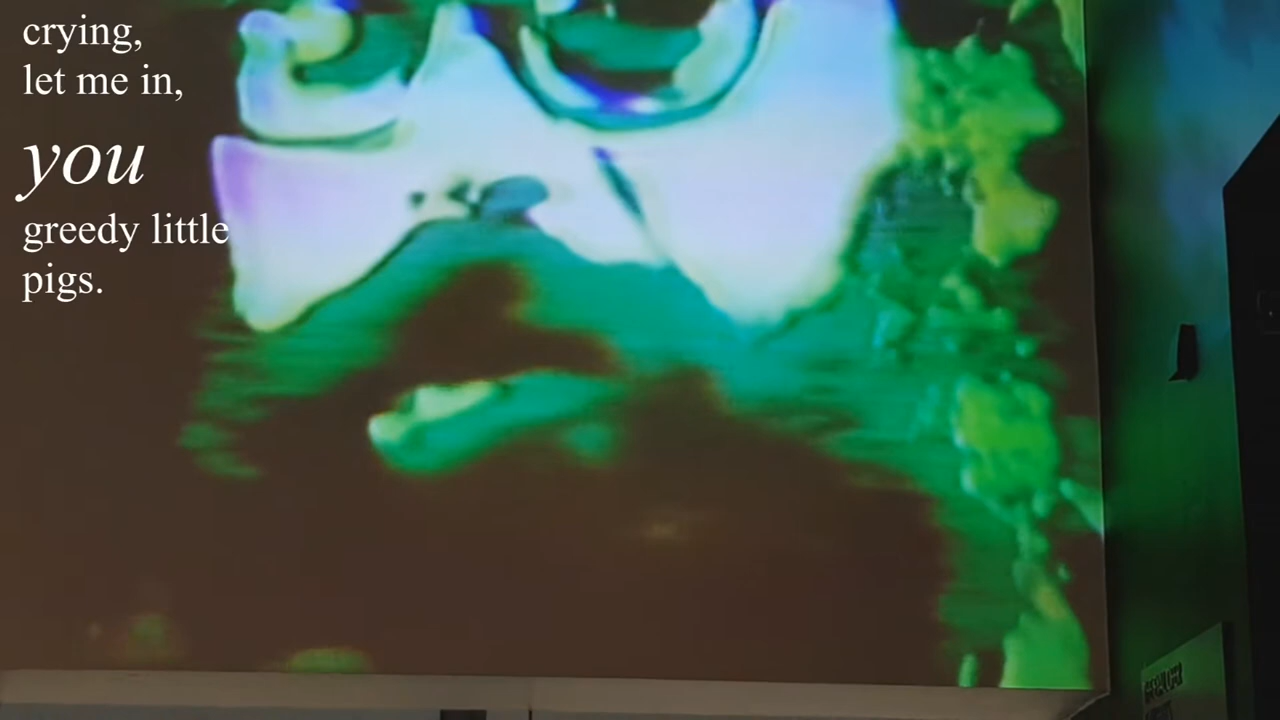 crying,
let me in,
you
greedy little
pigs.